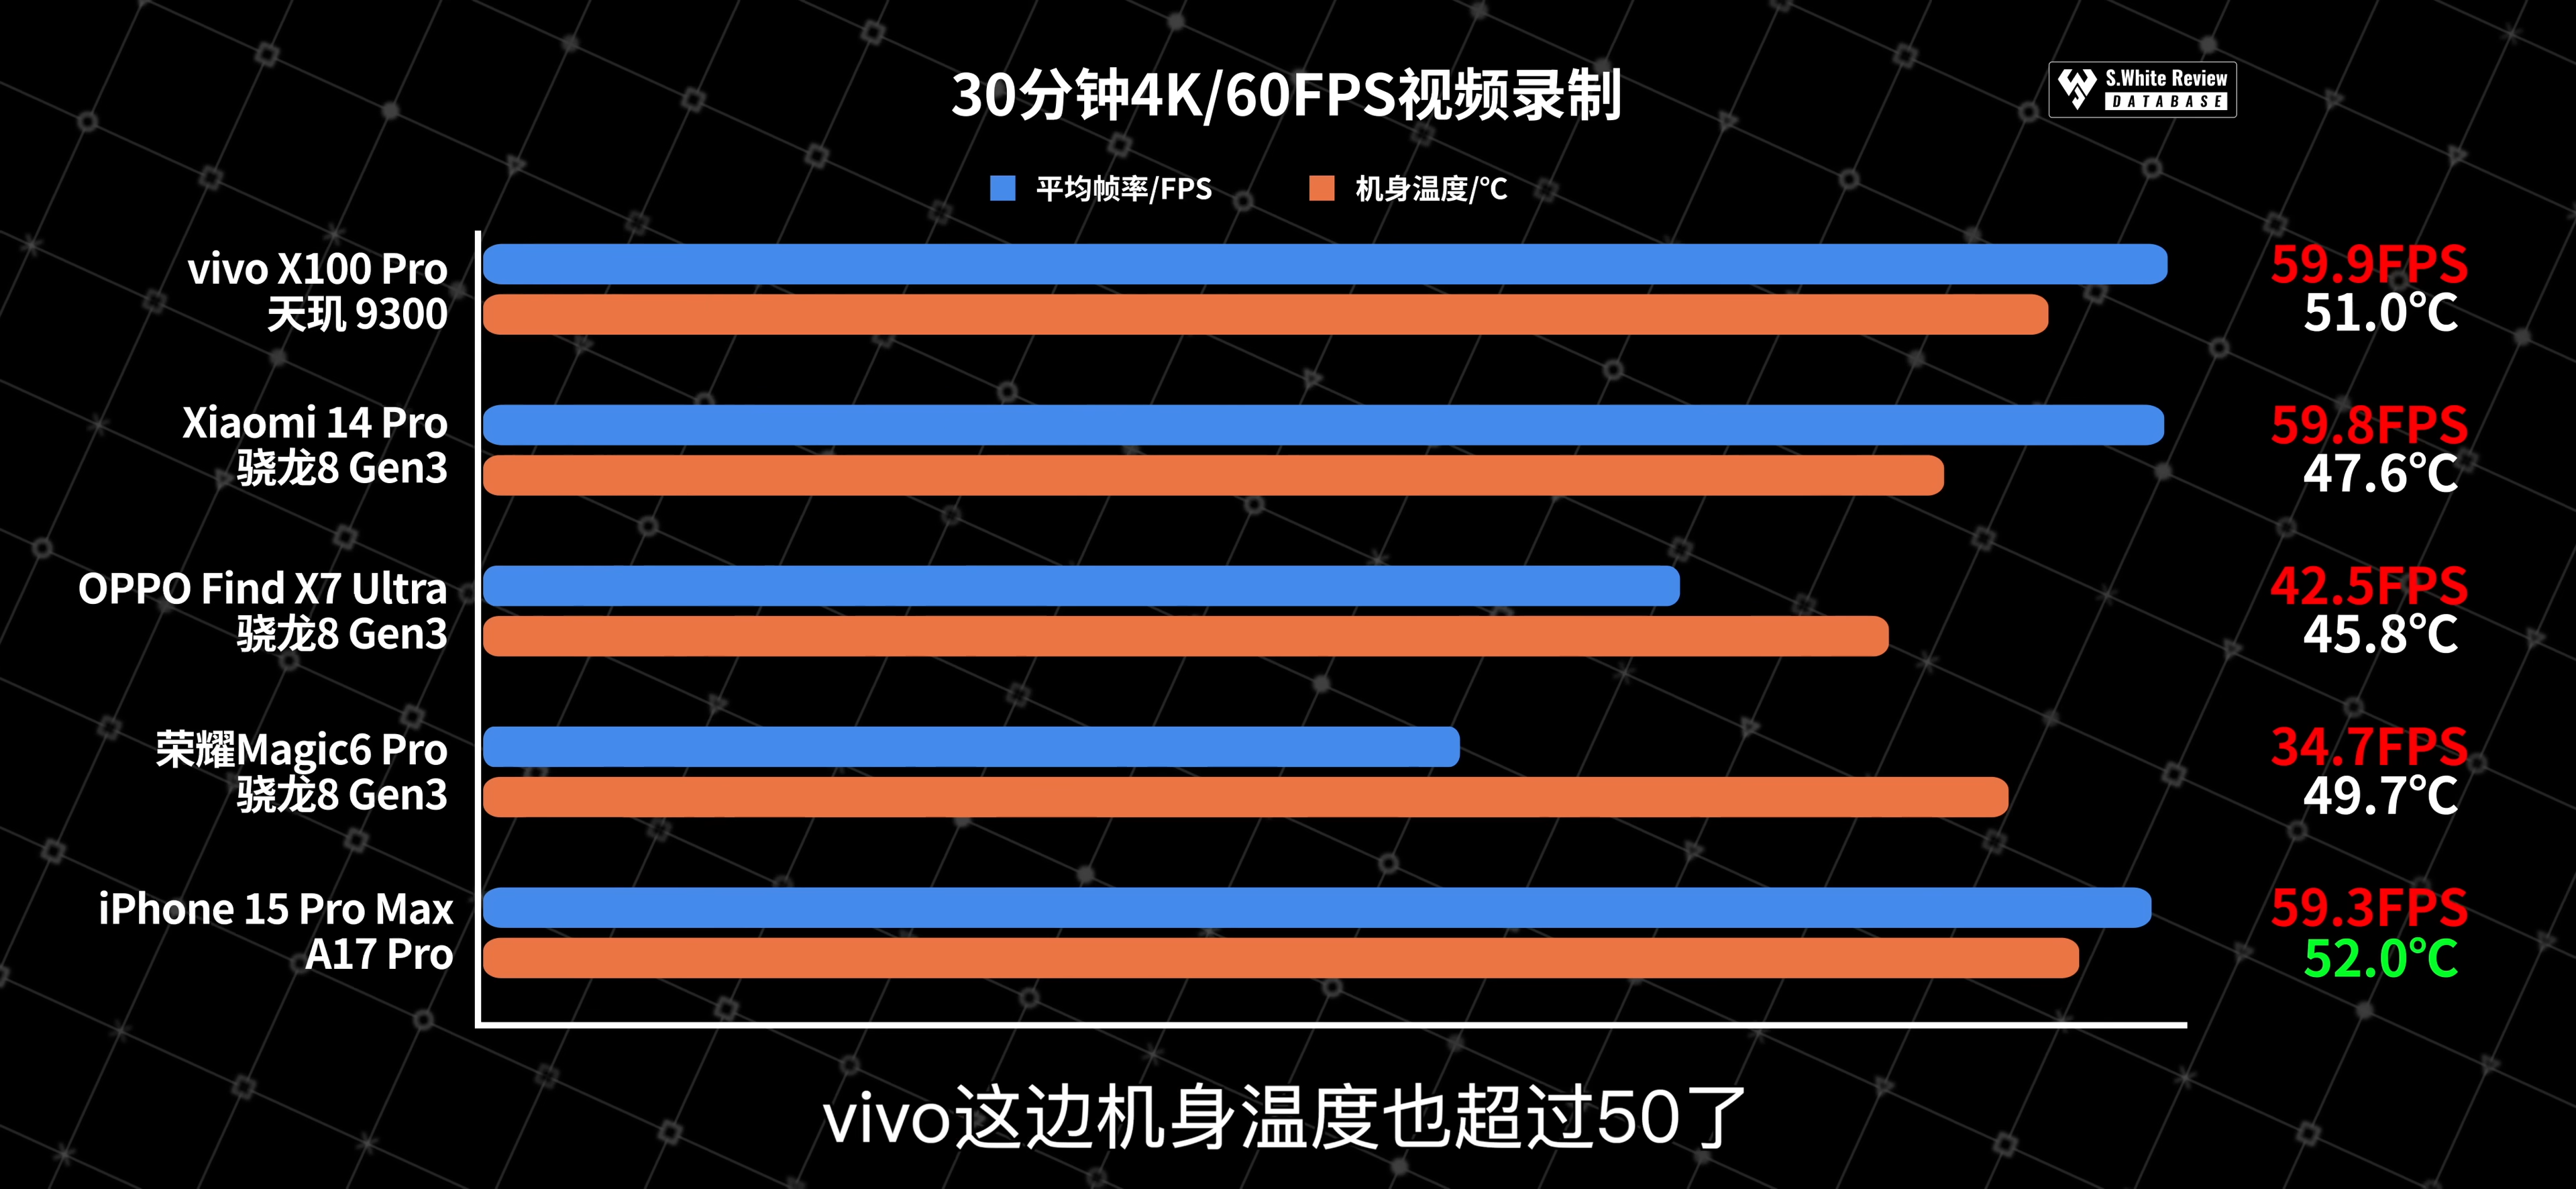 30分钟4K/60FPS视频录制
S.White Review
DATABASE
平均帧率/FPS
机身温度/°C
vivo X100 Pro
天玑 9300
59.9FPS
51.0°C
Xiaomi 14 Pro
骁龙8 Gen3
59.8FPS
47.6°C
OPPO Find X7 Ultra
骁龙8 Gen3
42.5FPS
45.8°C
荣耀Magic6 Pro
骁龙8 Gen3
34.7FPS
49.7°C
iPhone 15 Pro Max
A17 Pro
59.3FPS
52.0°C
vivo这边机身温度也超过50了